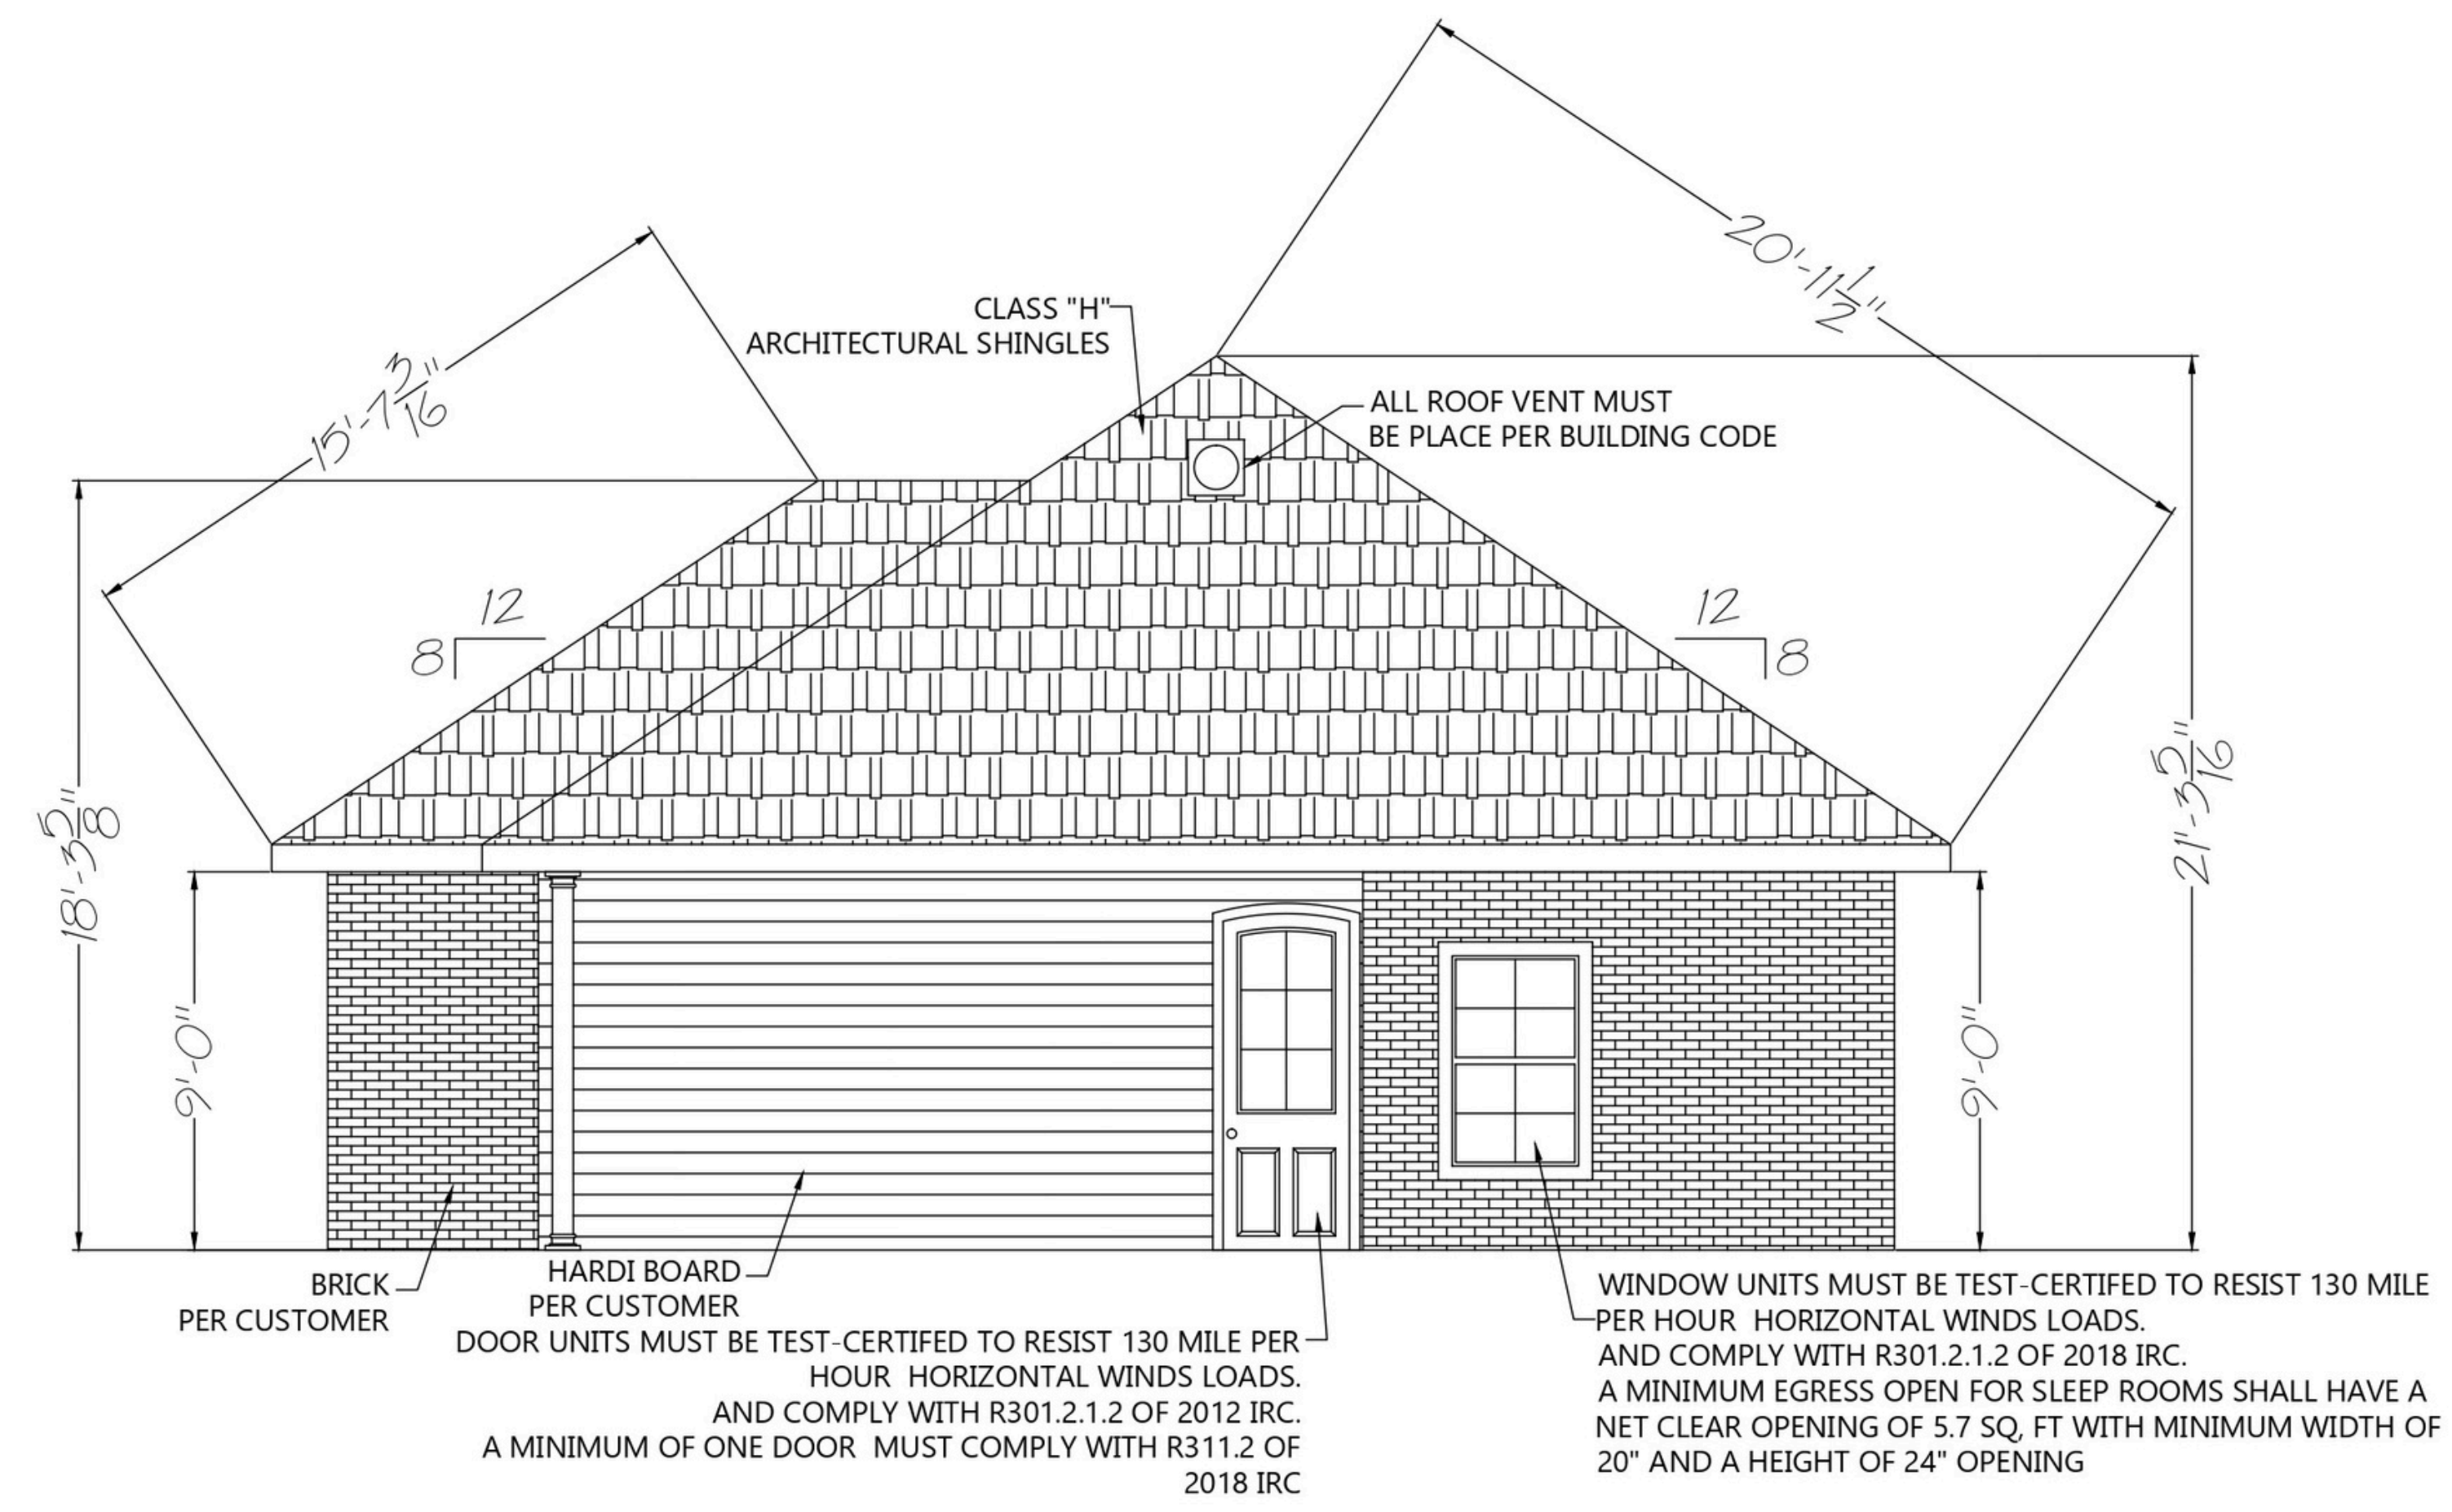 20'-11 1/2"
15'-7 3/16"
CLASS "H"
ARCHITECTURAL SHINGLES
ALL ROOF VENT MUST
BE PLACE PER BUILDING CODE
12
8
12
8
18'-3 5/8"
21'-3 5/16"
9'-0"
9'-0"
BRICK
PER CUSTOMER
HARDI BOARD
PER CUSTOMER
DOOR UNITS MUST BE TEST-CERTIFED TO RESIST 130 MILE PER
HOUR HORIZONTAL WINDS LOADS.
AND COMPLY WITH R301.2.1.2 OF 2012 IRC.
A MINIMUM OF ONE DOOR MUST COMPLY WITH R311.2 OF
2018 IRC
WINDOW UNITS MUST BE TEST-CERTIFED TO RESIST 130 MILE
PER HOUR HORIZONTAL WINDS LOADS.
AND COMPLY WITH R301.2.1.2 OF 2018 IRC.
A MINIMUM EGRESS OPEN FOR SLEEP ROOMS SHALL HAVE A
NET CLEAR OPENING OF 5.7 SQ, FT WITH MINIMUM WIDTH OF
20" AND A HEIGHT OF 24" OPENING